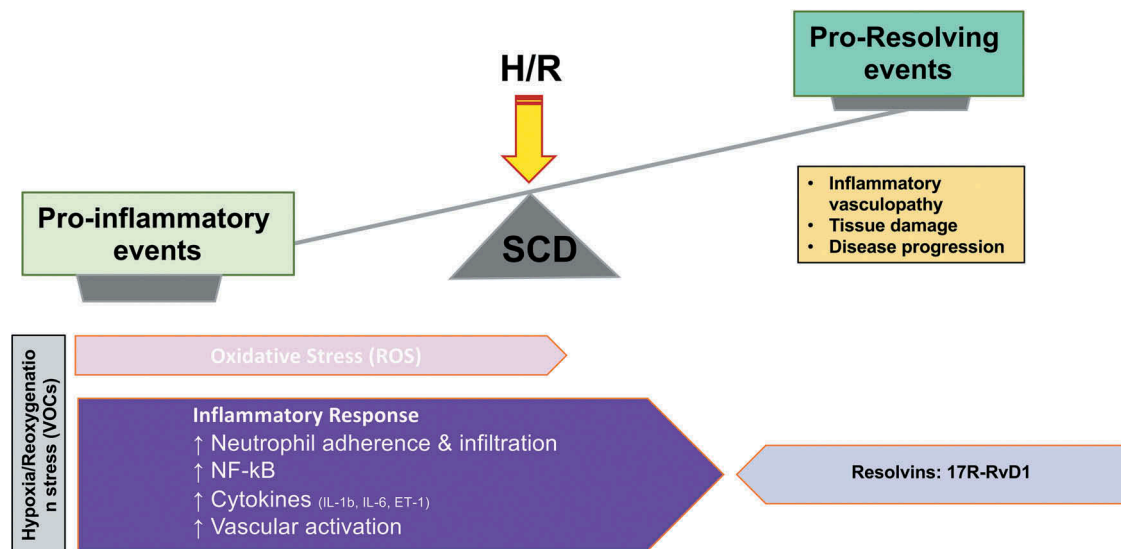 H/R
Pro-Resolving
events
Pro-inflammatory
events
SCD
• Inflammatory
vasculopathy
• Tissue damage
• Disease progression
Hypoxia/Reoxygenatio
n stress (VOCs)
Oxidative Stress (ROS)
Inflammatory Response
↑ Neutrophil adherence & infiltration
↑ NF-kB
↑ Cytokines (IL-1b, IL-6, ET-1)
↑ Vascular activation
Resolvins: 17R-RvD1